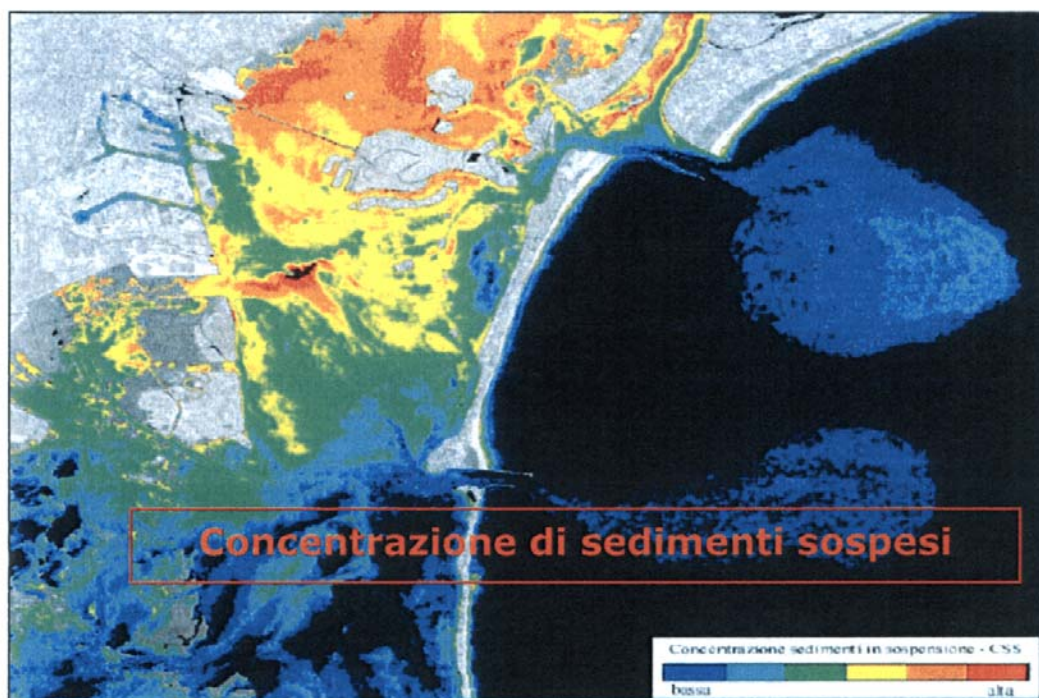 Concentrazione di sedimenti sospesi
Concentrazione sedimenti in sospensione - CSS
bassa alta